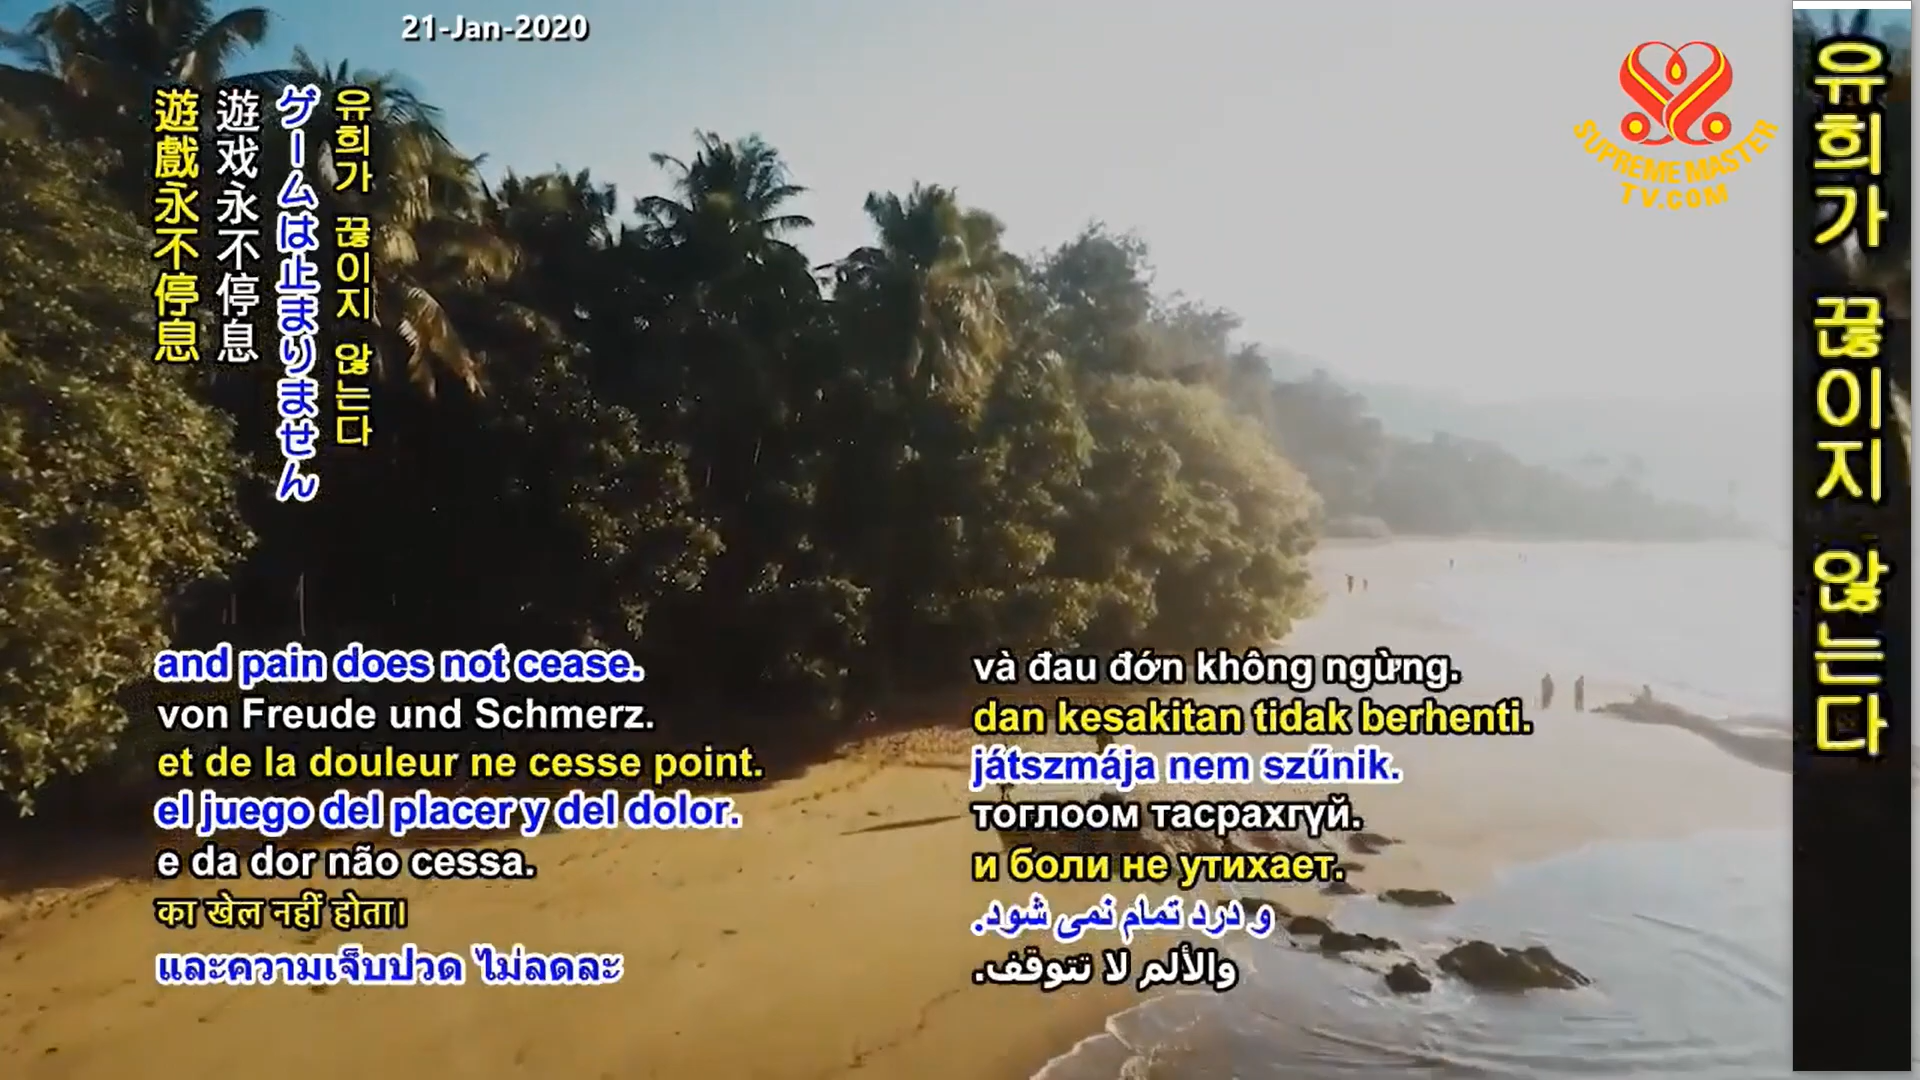 21-Jan-2020
SUPREME MASTER
TV.COM
유희가 끊이지 않는다
ゲームは止まりません
遊戏永不停息
遊戲永不停息
and pain does not cease.
von Freude und Schmerz.
et de la douleur ne cesse point.
el juego del placer y del dolor.
e da dor não cessa.
का खेल नहीं होता।
และความเจ็บปวด ไม่ลดละ
và đau đớn không ngừng.
dan kesakitan tidak berhenti.
játszmája nem szűnik.
тоглоом тасрахгүй.
и боли не утихает.
و درد تمام نمی شود.
والألم لا تتوقف.
유희가 끊이지 않는다